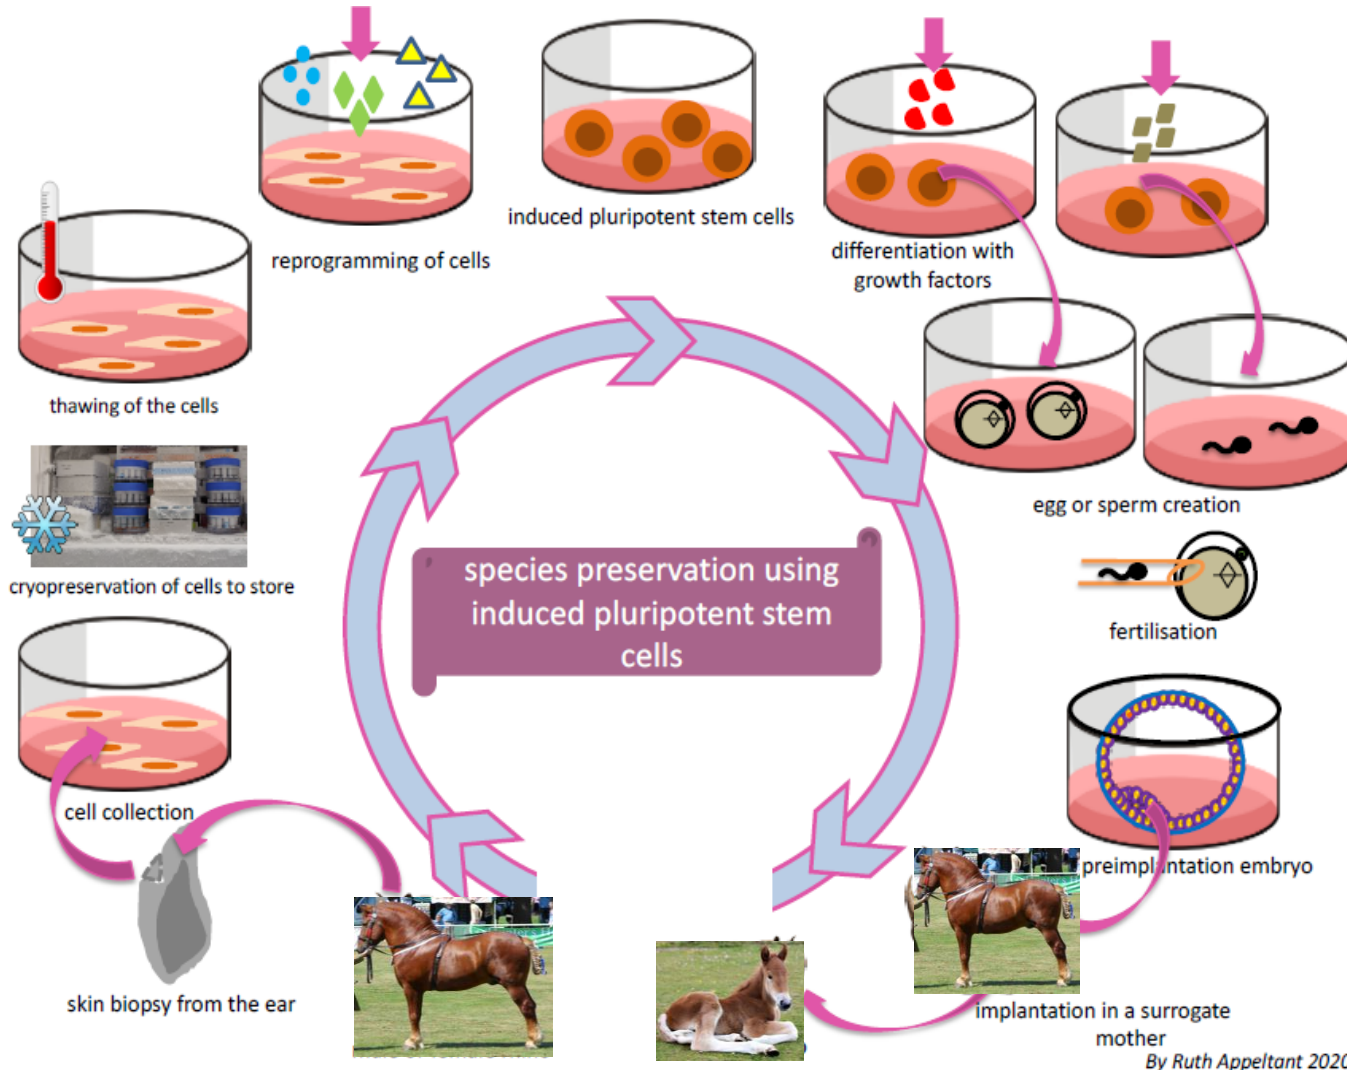 reprogramming of cells
induced pluripotent stem cells
differentiation with
growth factors
thawing of the cells
egg or sperm creation
cryopreservation of cells to store
species preservation using
induced pluripotent stem
cells
fertilisation
cell collection
preimplantation embryo
skin biopsy from the ear
implantation in a surrogate
mother
By Ruth Appeltant 2020